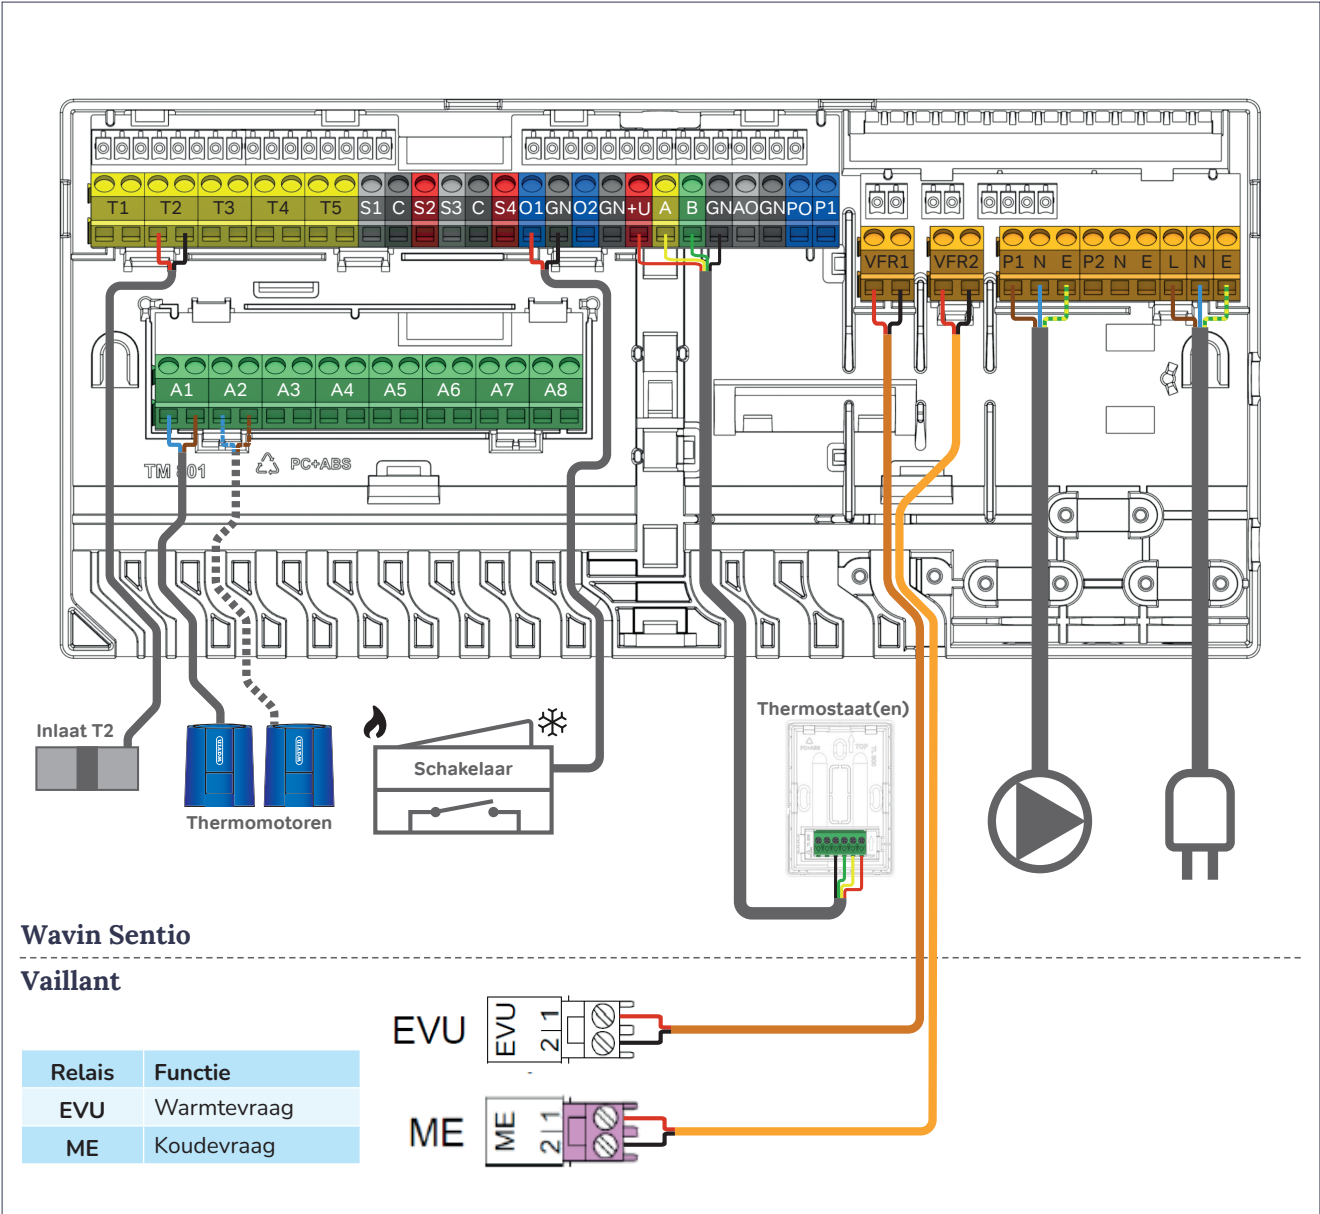 T1 T2 T3 T4 T5 S1 C S2 S3 C S4 O1 GN O2 GN +U A B GN AO GN PO P1
VFR1 VFR2 P1 N E P2 N E L N E
A1 A2 A3 A4 A5 A6 A7 A8
PC+ABS
Inlaat T2
Thermomotoren
Schakelaar
Thermostaat(en)
TOP
Wavin Sentio
Vaillant
EVU EVU 2|1
ME ME 2|1
Relais Functie
EVU Warmtevraag
ME Koudevraag